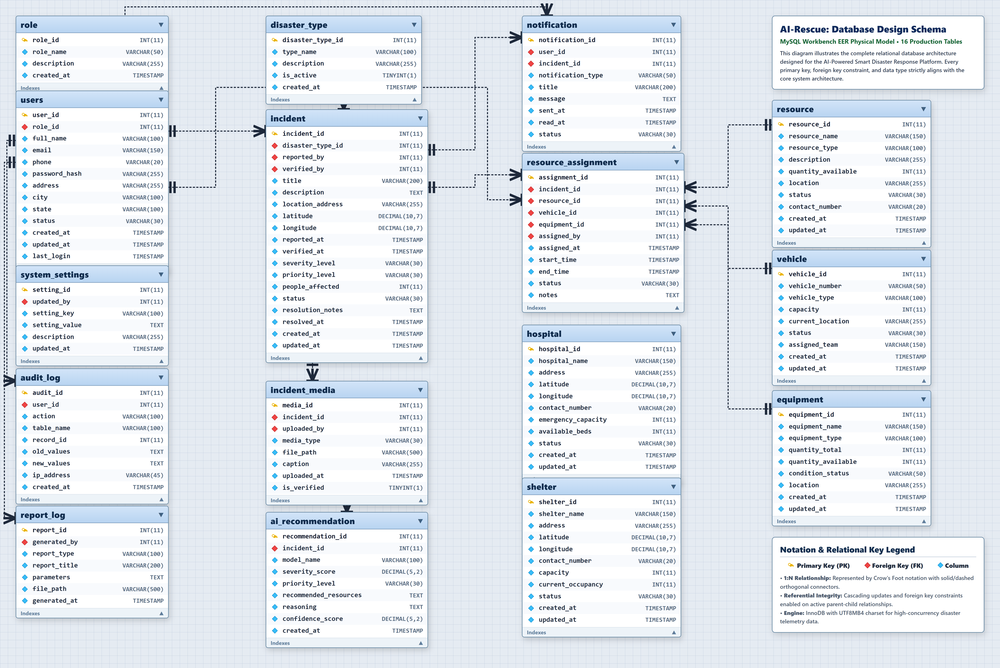 role
role_id INT(11)
role_name VARCHAR(50)
description VARCHAR(255)
created_at TIMESTAMP
Indexes
users
user_id INT(11)
role_id INT(11)
full_name VARCHAR(100)
email VARCHAR(150)
phone VARCHAR(20)
password_hash VARCHAR(255)
address VARCHAR(255)
city VARCHAR(100)
state VARCHAR(100)
status VARCHAR(30)
created_at TIMESTAMP
updated_at TIMESTAMP
last_login TIMESTAMP
system_settings
setting_id INT(11)
updated_by INT(11)
setting_key VARCHAR(100)
setting_value TEXT
description VARCHAR(255)
updated_at TIMESTAMP
Indexes
audit_log
audit_id INT(11)
user_id INT(11)
action VARCHAR(100)
table_name VARCHAR(100)
record_id INT(11)
old_values TEXT
new_values TEXT
ip_address VARCHAR(45)
created_at TIMESTAMP
Indexes
report_log
report_id INT(11)
generated_by INT(11)
report_type VARCHAR(100)
report_title VARCHAR(200)
parameters TEXT
file_path VARCHAR(500)
generated_at TIMESTAMP
Indexes
disaster_type
disaster_type_id INT(11)
type_name VARCHAR(100)
description VARCHAR(255)
is_active TINYINT(1)
created_at TIMESTAMP
Indexes
incident
incident_id INT(11)
disaster_type_id INT(11)
reported_by INT(11)
verified_by INT(11)
title VARCHAR(200)
description TEXT
location_address VARCHAR(255)
latitude DECIMAL(10,7)
longitude DECIMAL(10,7)
reported_at TIMESTAMP
verified_at TIMESTAMP
severity_level VARCHAR(30)
priority_level VARCHAR(30)
people_affected INT(11)
status VARCHAR(30)
resolution_notes TEXT
resolved_at TIMESTAMP
created_at TIMESTAMP
updated_at TIMESTAMP
Indexes
incident_media
media_id INT(11)
incident_id INT(11)
uploaded_by INT(11)
media_type VARCHAR(30)
file_path VARCHAR(500)
caption VARCHAR(255)
uploaded_at TIMESTAMP
is_verified TINYINT(1)
Indexes
ai_recommendation
recommendation_id INT(11)
incident_id INT(11)
model_name VARCHAR(100)
severity_score DECIMAL(5,2)
priority_level VARCHAR(30)
recommended_resources TEXT
reasoning TEXT
confidence_score DECIMAL(5,2)
created_at TIMESTAMP
Indexes
notification
notification_id INT(11)
user_id INT(11)
incident_id INT(11)
notification_type VARCHAR(50)
title VARCHAR(200)
message TEXT
sent_at TIMESTAMP
read_at TIMESTAMP
status VARCHAR(30)
Indexes
resource_assignment
assignment_id INT(11)
incident_id INT(11)
resource_id INT(11)
vehicle_id INT(11)
equipment_id INT(11)
assigned_by INT(11)
assigned_at TIMESTAMP
start_time TIMESTAMP
end_time TIMESTAMP
status VARCHAR(30)
notes TEXT
Indexes
hospital
hospital_id INT(11)
hospital_name VARCHAR(150)
address VARCHAR(255)
latitude DECIMAL(10,7)
longitude DECIMAL(10,7)
contact_number VARCHAR(20)
emergency_capacity INT(11)
available_beds INT(11)
status VARCHAR(30)
created_at TIMESTAMP
updated_at TIMESTAMP
shelter
shelter_id INT(11)
shelter_name VARCHAR(150)
address VARCHAR(255)
latitude DECIMAL(10,7)
longitude DECIMAL(10,7)
contact_number VARCHAR(20)
capacity INT(11)
current_occupancy INT(11)
status VARCHAR(30)
created_at TIMESTAMP
updated_at TIMESTAMP
Indexes
AI-Rescue: Database Design Schema
MySQL Workbench EER Physical Model • 16 Production Tables
This diagram illustrates the complete relational database architecture
designed for the AI-Powered Smart Disaster Response Platform. Every
primary key, foreign key constraint, and data type strictly aligns with the
core system architecture.
resource
resource_id INT(11)
resource_name VARCHAR(150)
resource_type VARCHAR(100)
description VARCHAR(255)
quantity_available INT(11)
location VARCHAR(255)
status VARCHAR(30)
contact_number VARCHAR(20)
created_at TIMESTAMP
updated_at TIMESTAMP
Indexes
vehicle
vehicle_id INT(11)
vehicle_number VARCHAR(50)
vehicle_type VARCHAR(100)
capacity INT(11)
current_location VARCHAR(255)
status VARCHAR(30)
assigned_team VARCHAR(150)
created_at TIMESTAMP
updated_at TIMESTAMP
Indexes
equipment
equipment_id INT(11)
equipment_name VARCHAR(150)
equipment_type VARCHAR(100)
quantity_total INT(11)
quantity_available INT(11)
condition_status VARCHAR(50)
location VARCHAR(255)
created_at TIMESTAMP
updated_at TIMESTAMP
Indexes
Notation & Relational Key Legend
Primary Key (PK) Foreign Key (FK) Column
• 1:N Relationship: Represented by Crow's Foot notation with solid/dashed
orthogonal connectors.
• Referential Integrity: Cascading updates and foreign key constraints
enabled on active parent-child relationships.
• Engine: InnoDB with UTF8MB4 charset for high-concurrency disaster
telemetry data.